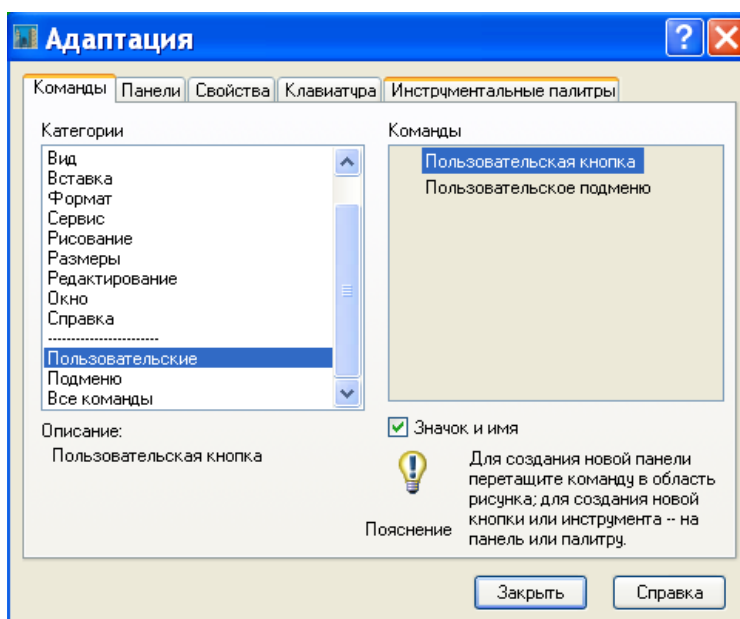 Адаптация
Команды Панели Свойства Клавиатура Инструментальные палитры
Категории
Вид
Вставка
Формат
Сервис
Рисование
Размеры
Редактирование
Окно
Справка
------------------------
Пользовательские
Подменю
Все команды
Команды
Пользовательская кнопка
Пользовательское подменю
Описание:
Пользовательская кнопка
Значок и имя
Пояснение
Для создания новой панели
перетащите команду в область
рисунка; для создания новой
кнопки или инструмента -- на
панель или палитру.
Закрыть Справка